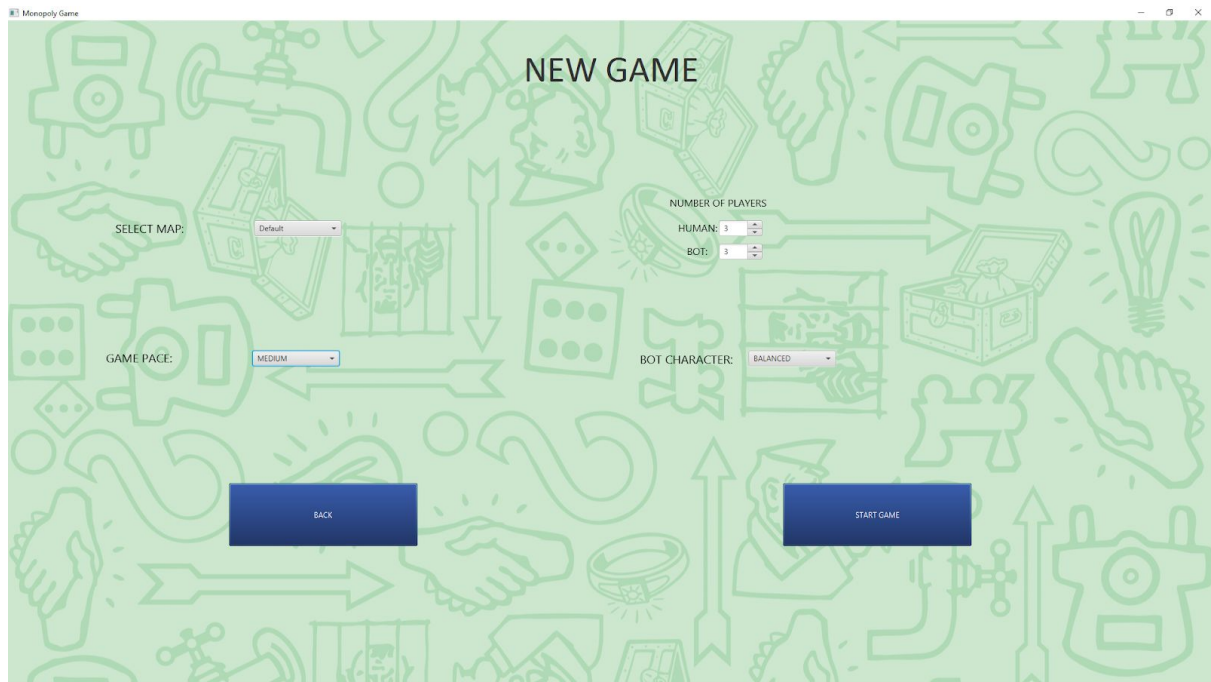 Monopoly Game
NEW GAME
NUMBER OF PLAYERS
SELECT MAP: Default
HUMAN: 3
BOT: 3
GAME PACE: MEDIUM
BOT CHARACTER: BALANCED
BACK
START GAME